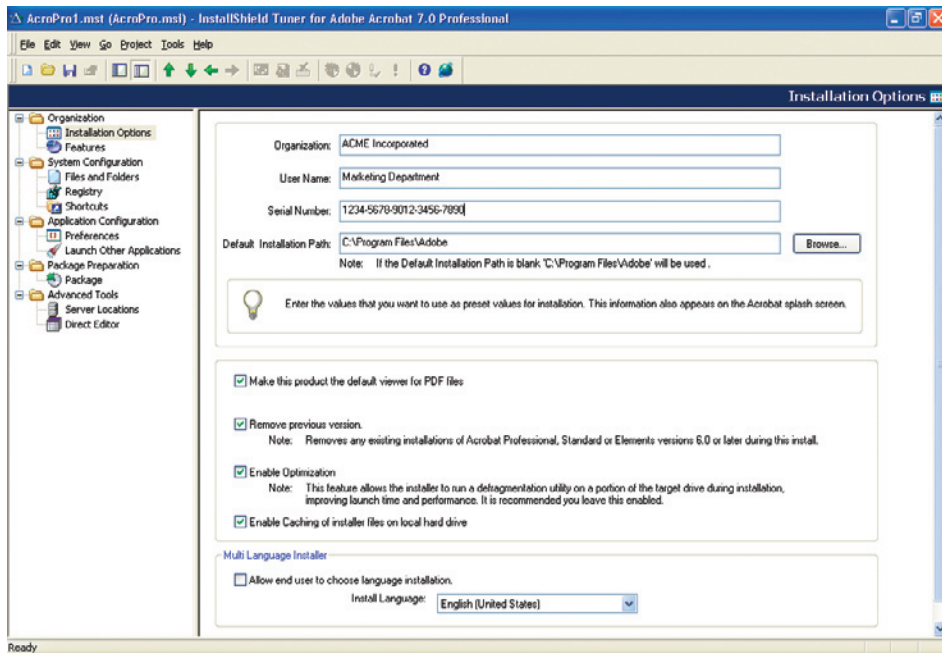 AcroPro1.mst (AcroPro.msi) - InstallShield Tuner for Adobe Acrobat 7.0 Professional
File Edit View Go Project Tools Help
Installation Options
Organization
Installation Options
Features
System Configuration
Files and Folders
Registry
Shortcuts
Application Configuration
Preferences
Launch Other Applications
Package Preparation
Package
Advanced Tools
Server Locations
Direct Editor
Organization: ACME Incorporated
User Name: Marketing Department
Serial Number: 1234-5678-9012-3456-7890
Default Installation Path: C:\Program Files\Adobe Browse...
Note: If the Default Installation Path is blank 'C:\Program Files\Adobe' will be used .
Enter the values that you want to use as preset values for installation. This information also appears on the Acrobat splash screen.
Make this product the default viewer for PDF files
Remove previous version.
Note: Removes any existing installations of Acrobat Professional, Standard or Elements versions 6.0 or later during this install.
Enable Optimization
Note: This feature allows the installer to run a defragmentation utility on a portion of the target drive during installation,
improving launch time and performance. It is recommended you leave this enabled.
Enable Caching of installer files on local hard drive
Multi Language Installer
Allow end user to choose language installation.
Install Language: English (United States)
Ready